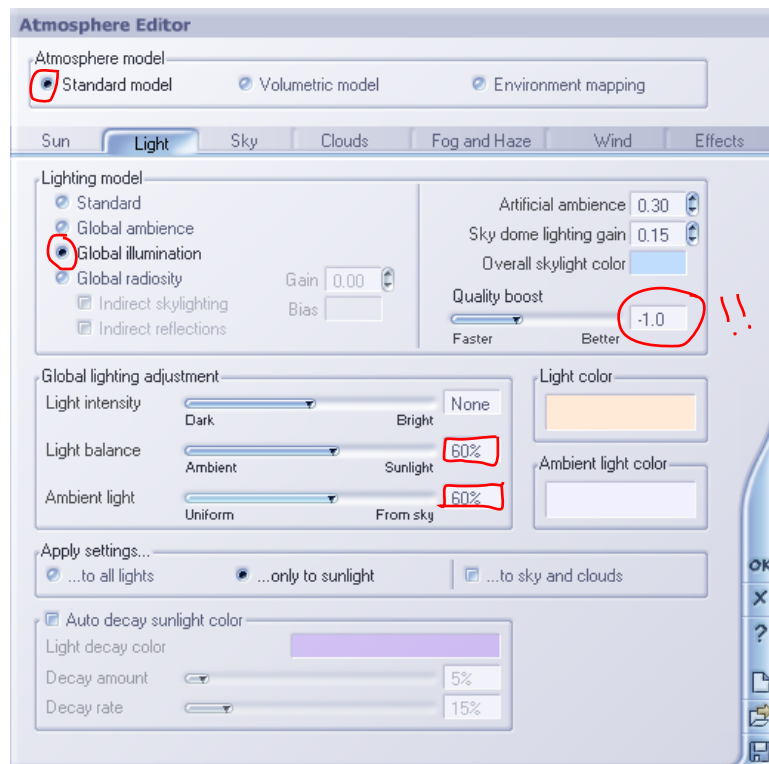 Atmosphere Editor
Atmosphere model
Standard model Volumetric model Environment mapping
Sun Light Sky Clouds Fog and Haze Wind Effects
Lighting model
Standard
Global ambience
Global illumination
Global radiosity
Indirect skylighting
Indirect reflections
Gain 0.00
Bias
Artificial ambience 0.30
Sky dome lighting gain 0.15
Overall skylight color
Quality boost
-1.0
Faster Better
!!
Global lighting adjustment
Light intensity None
Dark Bright
Light balance 60%
Ambient Sunlight
Ambient light 60%
Uniform From sky
Light color
Ambient light color
Apply settings...
...to all lights ...only to sunlight ...to sky and clouds
Auto decay sunlight color
Light decay color
Decay amount 5%
Decay rate 15%
OK
X
?